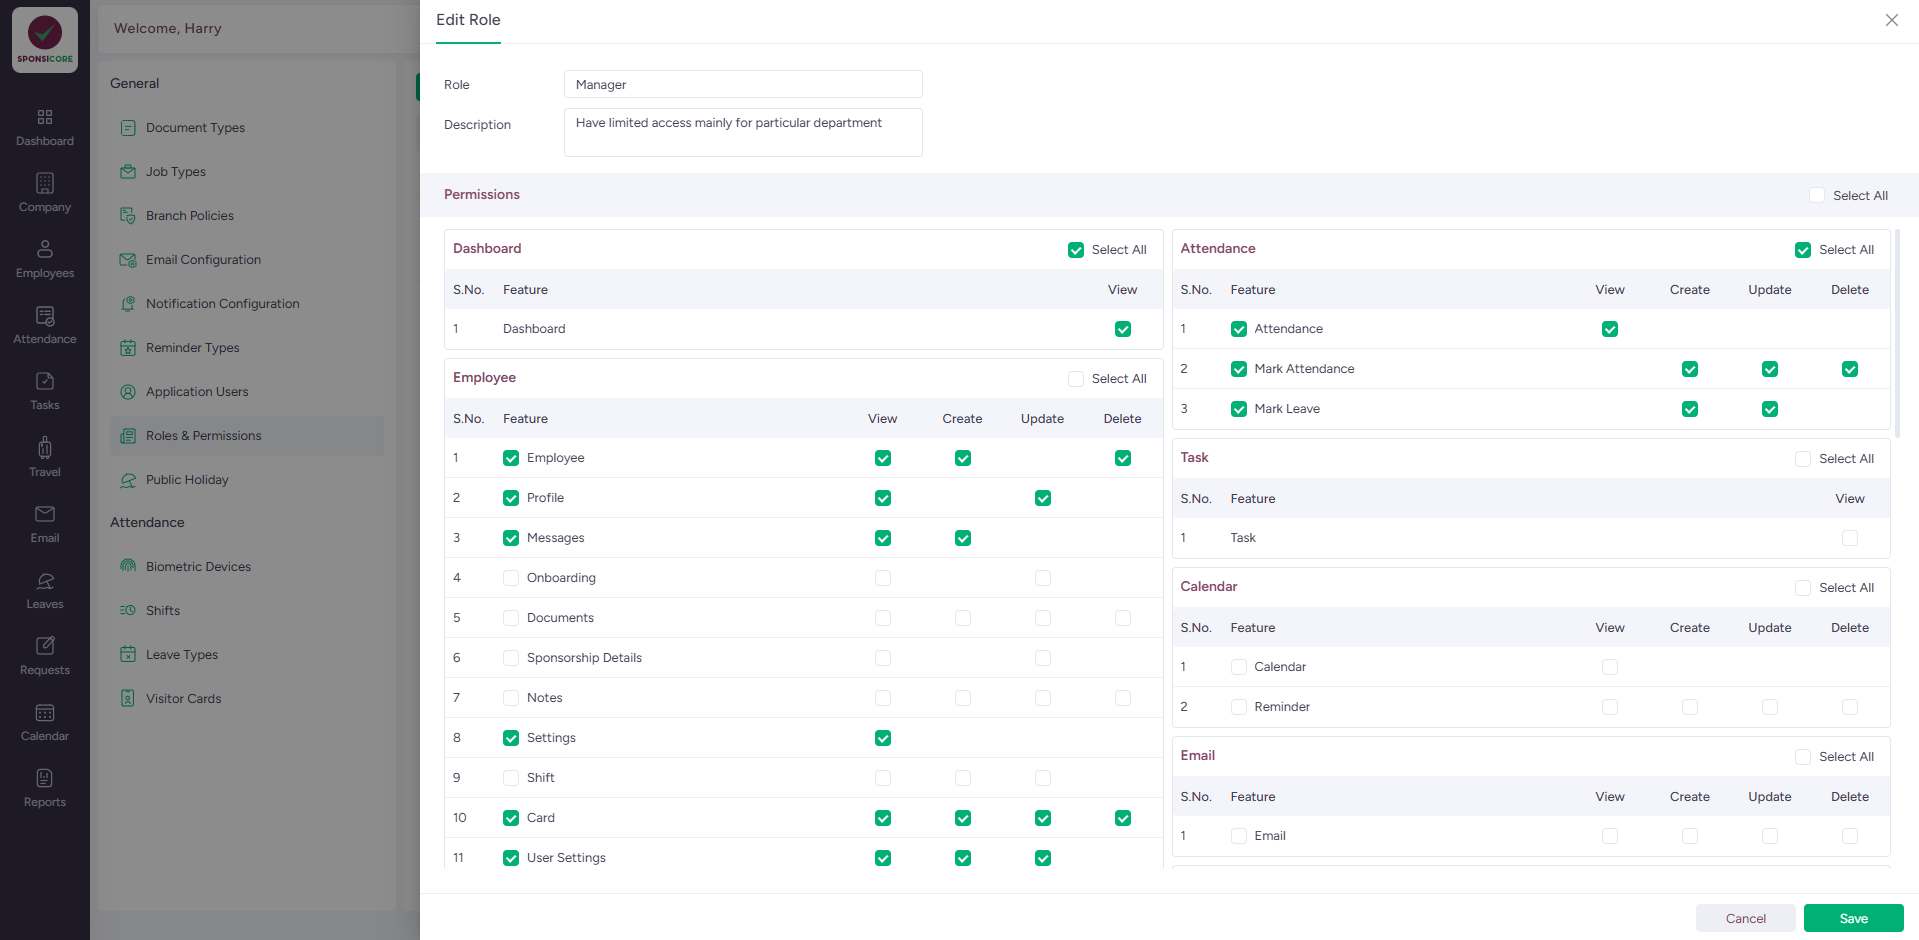 SPONSICORE
Dashboard
Company
Employees
Attendance
Tasks
Travel
Email
Leaves
Requests
Calendar
Reports
Welcome, Harry
General
Document Types
Job Types
Branch Policies
Email Configuration
Notification Configuration
Reminder Types
Application Users
Roles & Permissions
Public Holiday
Attendance
Biometric Devices
Shifts
Leave Types
Visitor Cards
Edit Role
Role Manager
Description Have limited access mainly for particular department
Permissions Select All
Dashboard Select All
S.No. Feature View
1 Dashboard
Employee Select All
S.No. Feature View Create Update Delete
1 Employee
2 Profile
3 Messages
4 Onboarding
5 Documents
6 Sponsorship Details
7 Notes
8 Settings
9 Shift
10 Card
11 User Settings
Attendance Select All
S.No. Feature View Create Update Delete
1 Attendance
2 Mark Attendance
3 Mark Leave
Task Select All
S.No. Feature View
1 Task
Calendar Select All
S.No. Feature View Create Update Delete
1 Calendar
2 Reminder
Email Select All
S.No. Feature View Create Update Delete
1 Email
Cancel Save